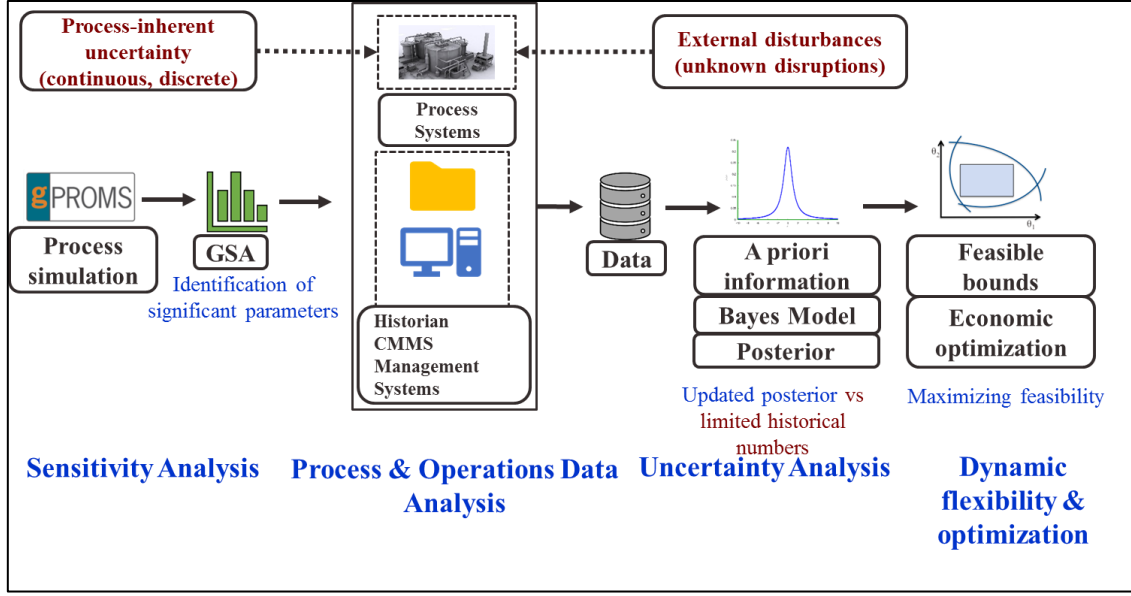 Process-inherent
uncertainty
(continuous, discrete)
External disturbances
(unknown disruptions)
Process
Systems
gPROMS
Process
simulation
GSA
Identification of
significant parameters
Historian
CMMS
Management
Systems
Data
A priori
information
Bayes Model
Posterior
Updated posterior vs
limited historical
numbers
θ2
θ1
Feasible
bounds
Economic
optimization
Maximizing feasibility
Sensitivity Analysis
Process & Operations Data
Analysis
Uncertainty Analysis
Dynamic
flexibility &
optimization